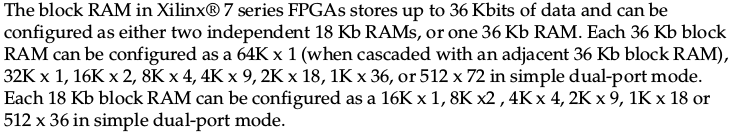 The block RAM in Xilinx® 7 series FPGAs stores up to 36 Kbits of data and can be
configured as either two independent 18 Kb RAMs, or one 36 Kb RAM. Each 36 Kb block
RAM can be configured as a 64K x 1 (when cascaded with an adjacent 36 Kb block RAM),
32K x 1, 16K x 2, 8K x 4, 4K x 9, 2K x 18, 1K x 36, or 512 x 72 in simple dual-port mode.
Each 18 Kb block RAM can be configured as a 16K x 1, 8K x2 , 4K x 4, 2K x 9, 1K x 18 or
512 x 36 in simple dual-port mode.